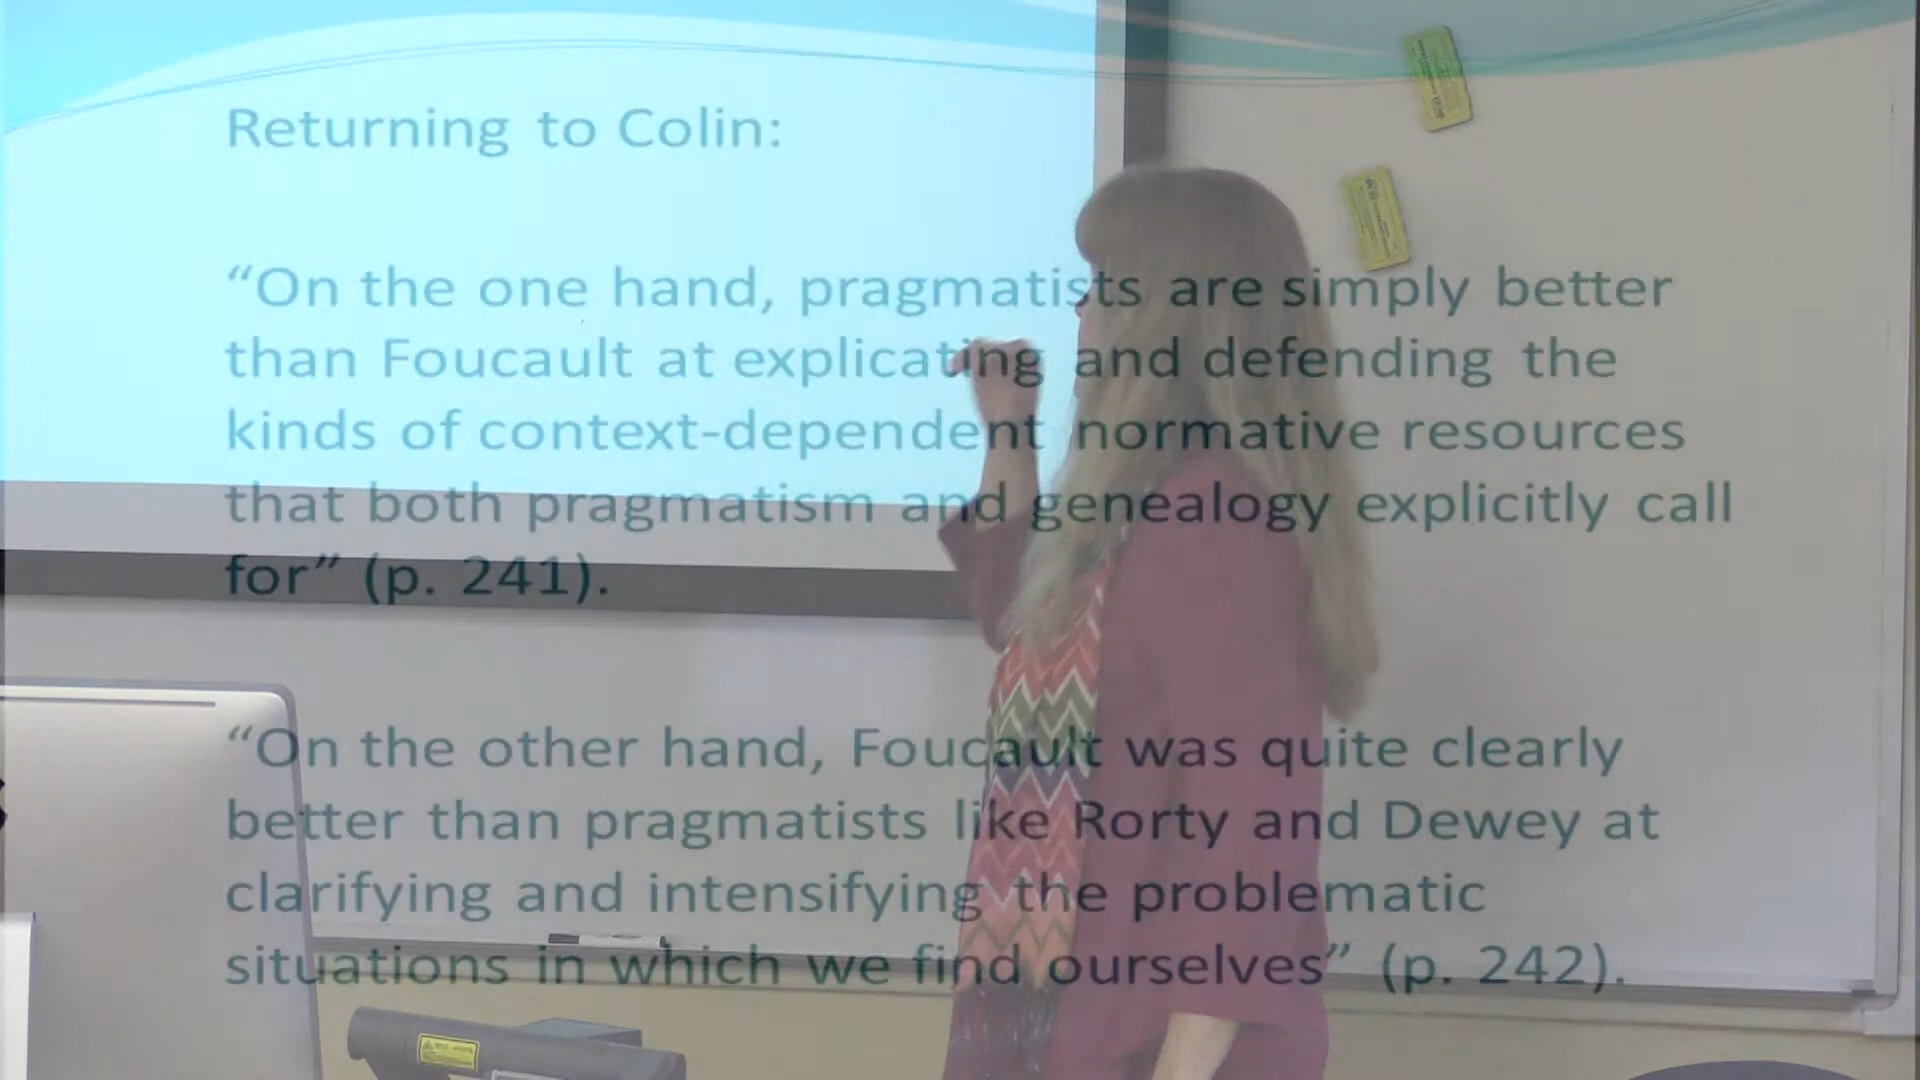 Returning to Colin:
“On the one hand, pragmatists are simply better
than Foucault at explicating and defending the
kinds of context-dependent normative resources
that both pragmatism and genealogy explicitly call
for” (p. 241).
“On the other hand, Foucault was quite clearly
better than pragmatists like Rorty and Dewey at
clarifying and intensifying the problematic
situations in which we find ourselves” (p. 242).